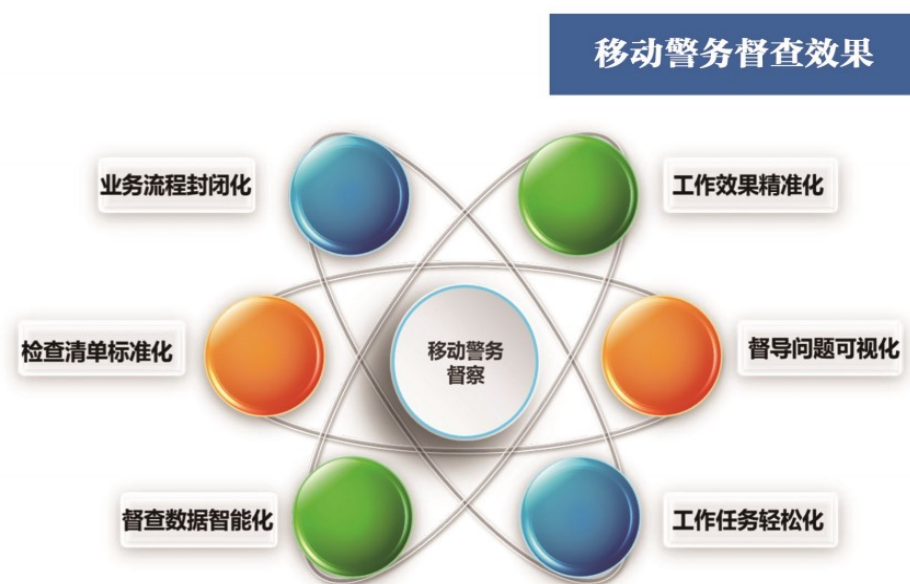 移动警务督查效果
业务流程封闭化
工作效果精准化
检查清单标准化
移动警务
督察
督导问题可视化
督查数据智能化
工作任务轻松化